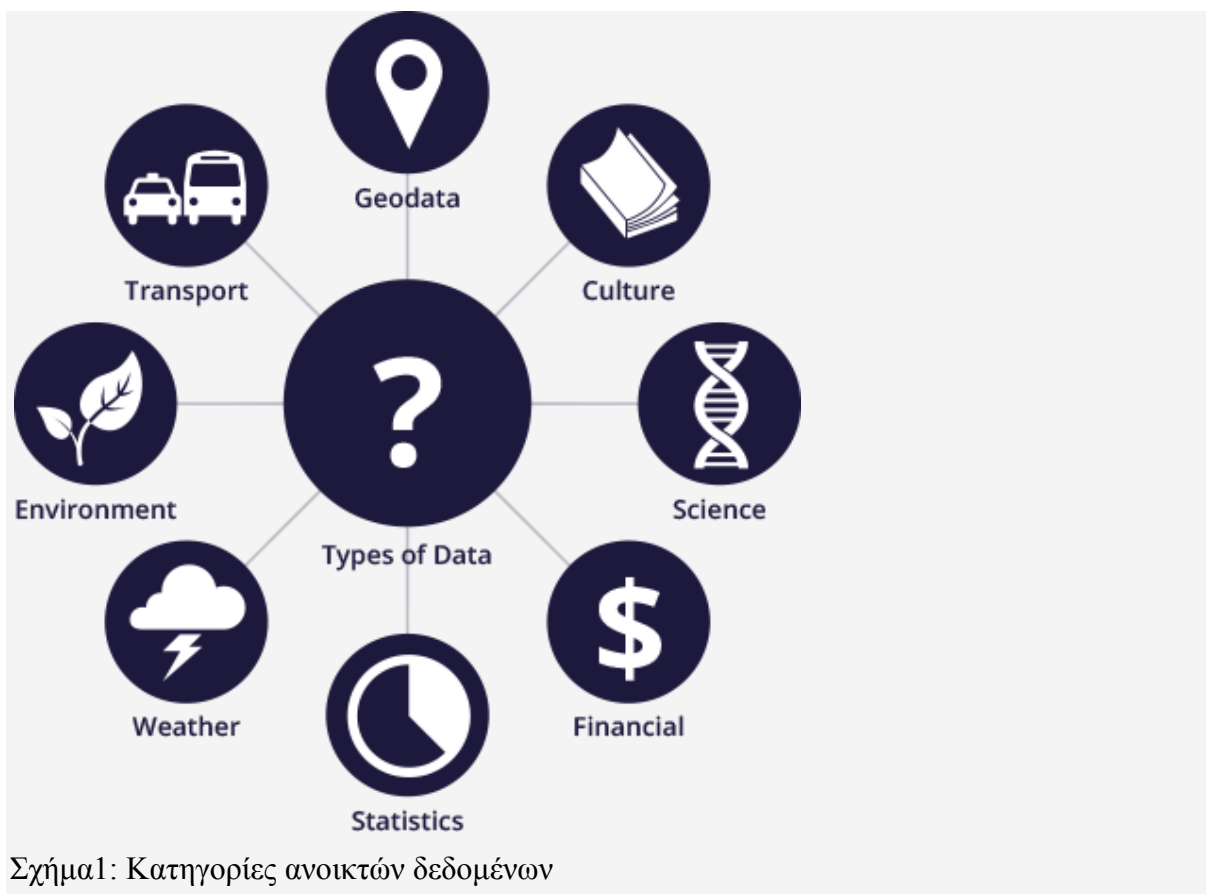 Geodata
Transport
Culture
?
Environment
Science
Types of Data
$
Weather
Financial
Statistics
Σχήμα1: Κατηγορίες ανοικτών δεδομένων